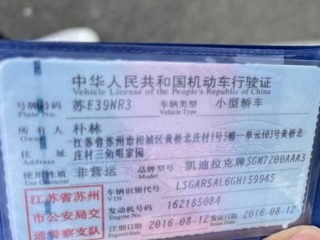 中华人民共和国机动车行驶证
Vehicle License of the People's Republic of China
号牌号码 苏E39NR3 车辆类型 小型轿车
Plate No. Vehicle Type
所有人 朴林
Owner
住址 江苏省苏州市相城区黄桥北庄村1号5幢一单元103号黄桥北庄村三角咀家园
使用性质 非营运 品牌型号 凯迪拉克牌SGM7200AAA3
Use Character
车辆识别代号 LSGAR5AL6GH159945
VIN
发动机号码 162185084
江苏省苏州市公安局交通警察支队
注册日期 2016-08-12 发证日期 2016-08-12